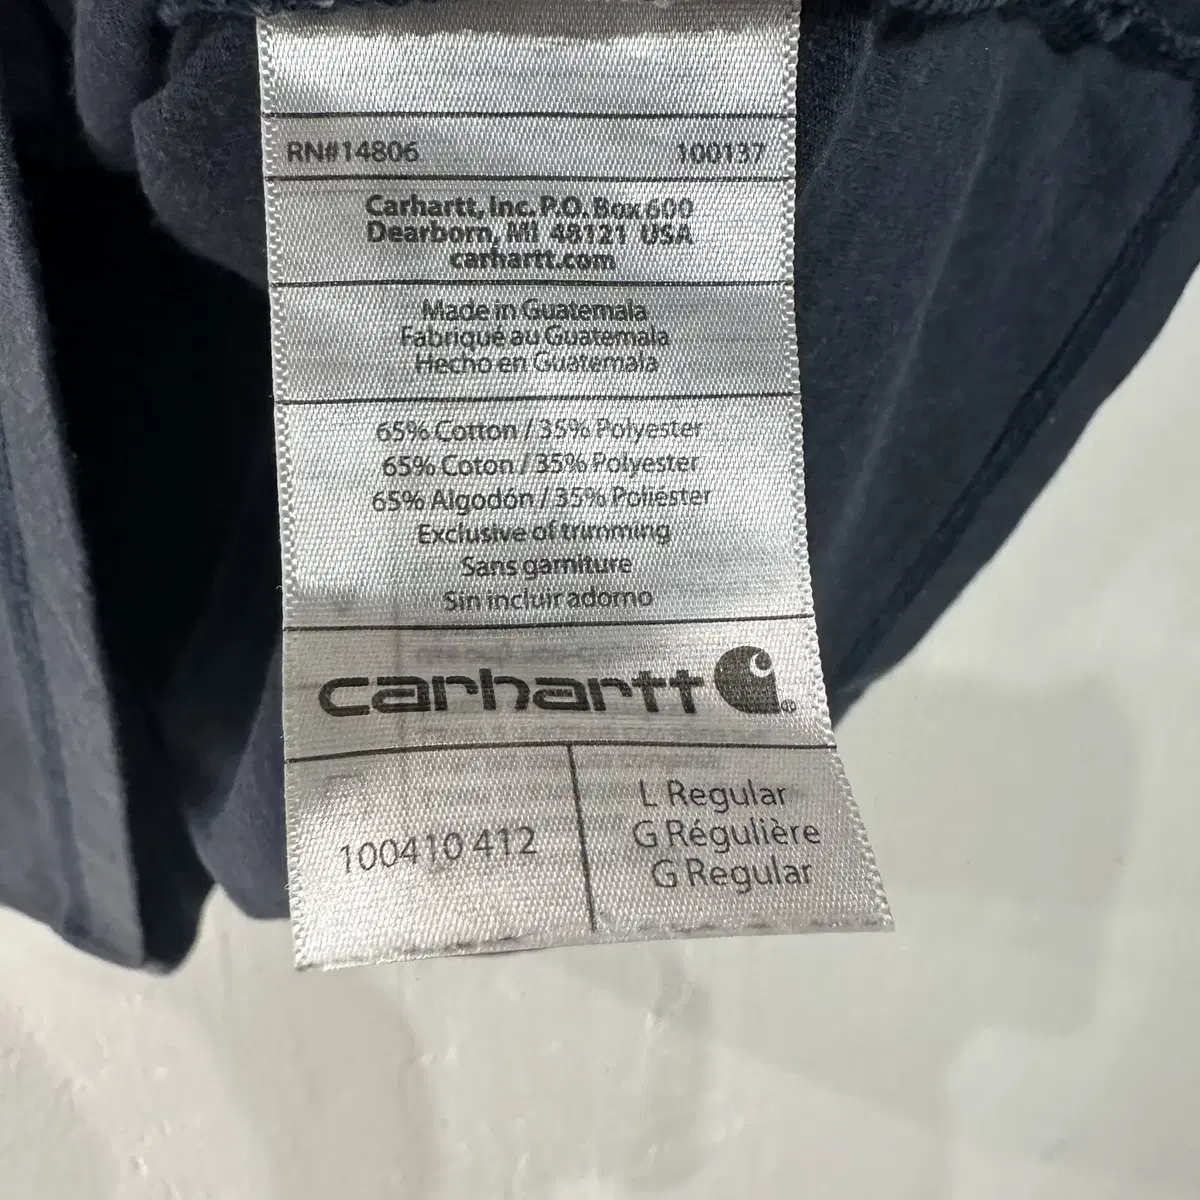 RN#14806 100137
Carhartt, Inc. P.O. Box 600
Dearborn, MI 48121 USA
carhartt.com
Made in Guatemala
Fabriqué au Guatemala
Hecho en Guatemala
65% Cotton / 35% Polyester
65% Coton / 35% Polyester
65% Algodón / 35% Poliéster
Exclusive of trimming
Sans garniture
Sin incluir adorno
carhartt ®
100410 412
L Regular
G Régulière
G Regular